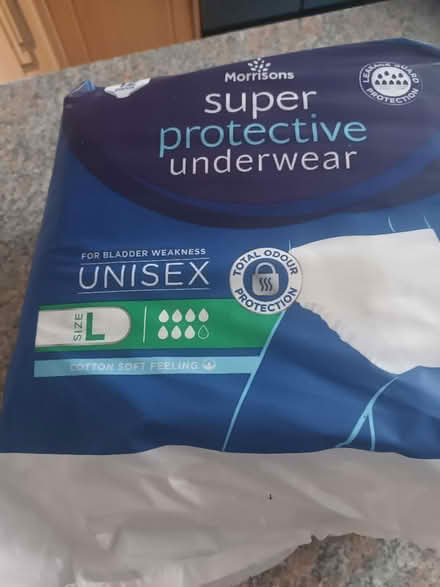 Morrisons
super
protective
underwear
LEAKAGE GUARD PROTECTION
FOR BLADDER WEAKNESS
UNISEX
TOTAL ODOUR PROTECTION
SIZE L
COTTON SOFT FEELING